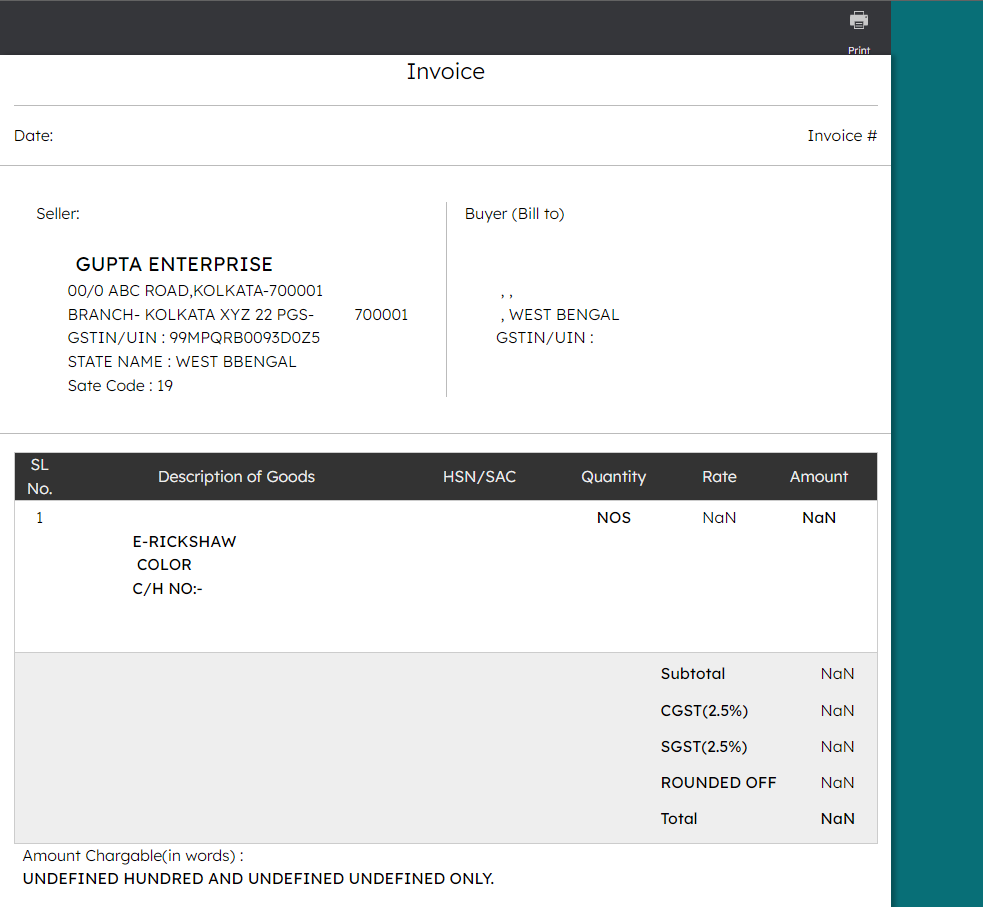 Print
Invoice
Date: Invoice #
Seller:
GUPTA ENTERPRISE
00/0 ABC ROAD,KOLKATA-700001
BRANCH- KOLKATA XYZ 22 PGS- 700001
GSTIN/UIN : 99MPQRB0093D0Z5
STATE NAME : WEST BBENGAL
Sate Code : 19
Buyer (Bill to)
, ,
, WEST BENGAL
GSTIN/UIN :
SL No. Description of Goods HSN/SAC Quantity Rate Amount
1 NOS NaN NaN
E-RICKSHAW
COLOR
C/H NO:-
Subtotal NaN
CGST(2.5%) NaN
SGST(2.5%) NaN
ROUNDED OFF NaN
Total NaN
Amount Chargable(in words) :
UNDEFINED HUNDRED AND UNDEFINED UNDEFINED ONLY.